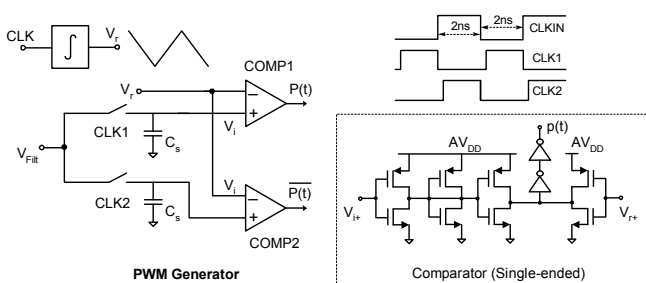 CLK
∫
V_r
V_r
CLK1
V_Filt
CLK2
C_s
C_s
V_i
V_i
COMP1
−
+
P(t)
−
+
P(t)
COMP2
PWM Generator
2ns
2ns
CLKIN
CLK1
CLK2
p(t)
AV_DD
AV_DD
V_i+
V_r+
Comparator (Single-ended)